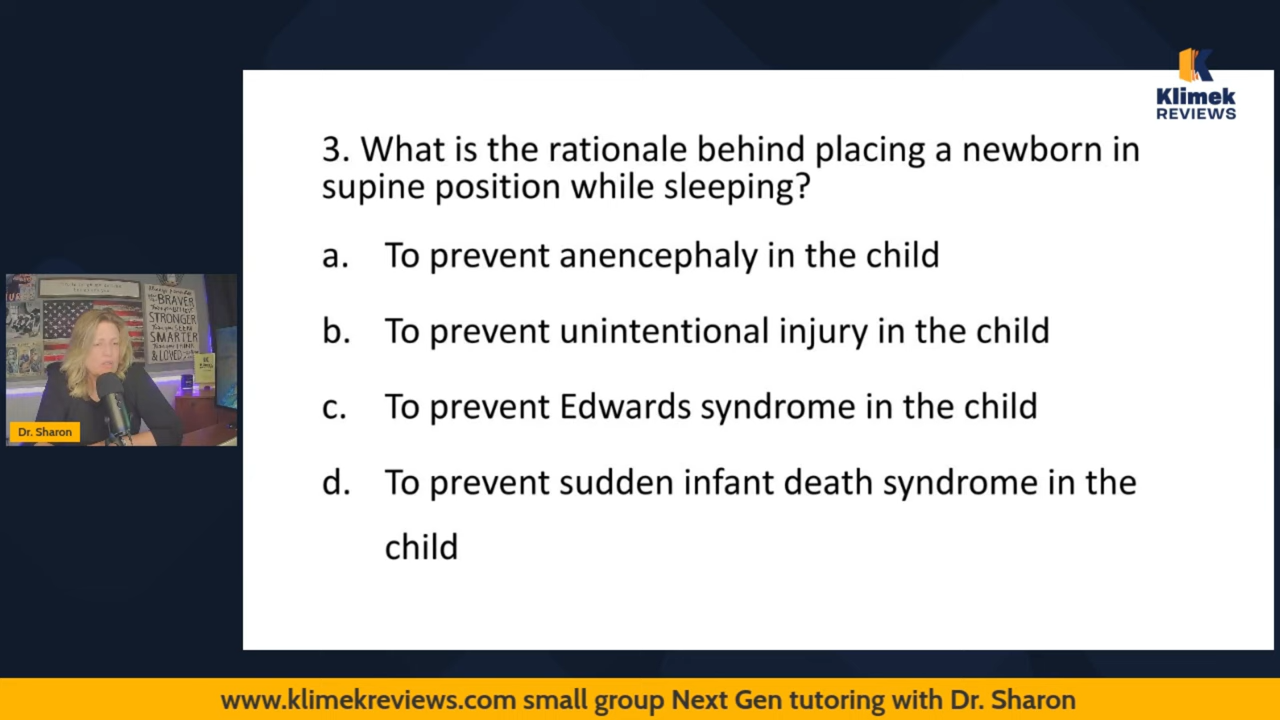 Klimek
REVIEWS
3. What is the rationale behind placing a newborn in
supine position while sleeping?
a. To prevent anencephaly in the child
b. To prevent unintentional injury in the child
c. To prevent Edwards syndrome in the child
d. To prevent sudden infant death syndrome in the
child
BRAVER
STRONGER
SMARTER
& LOVED
Dr. Sharon
www.klimekreviews.com small group Next Gen tutoring with Dr. Sharon